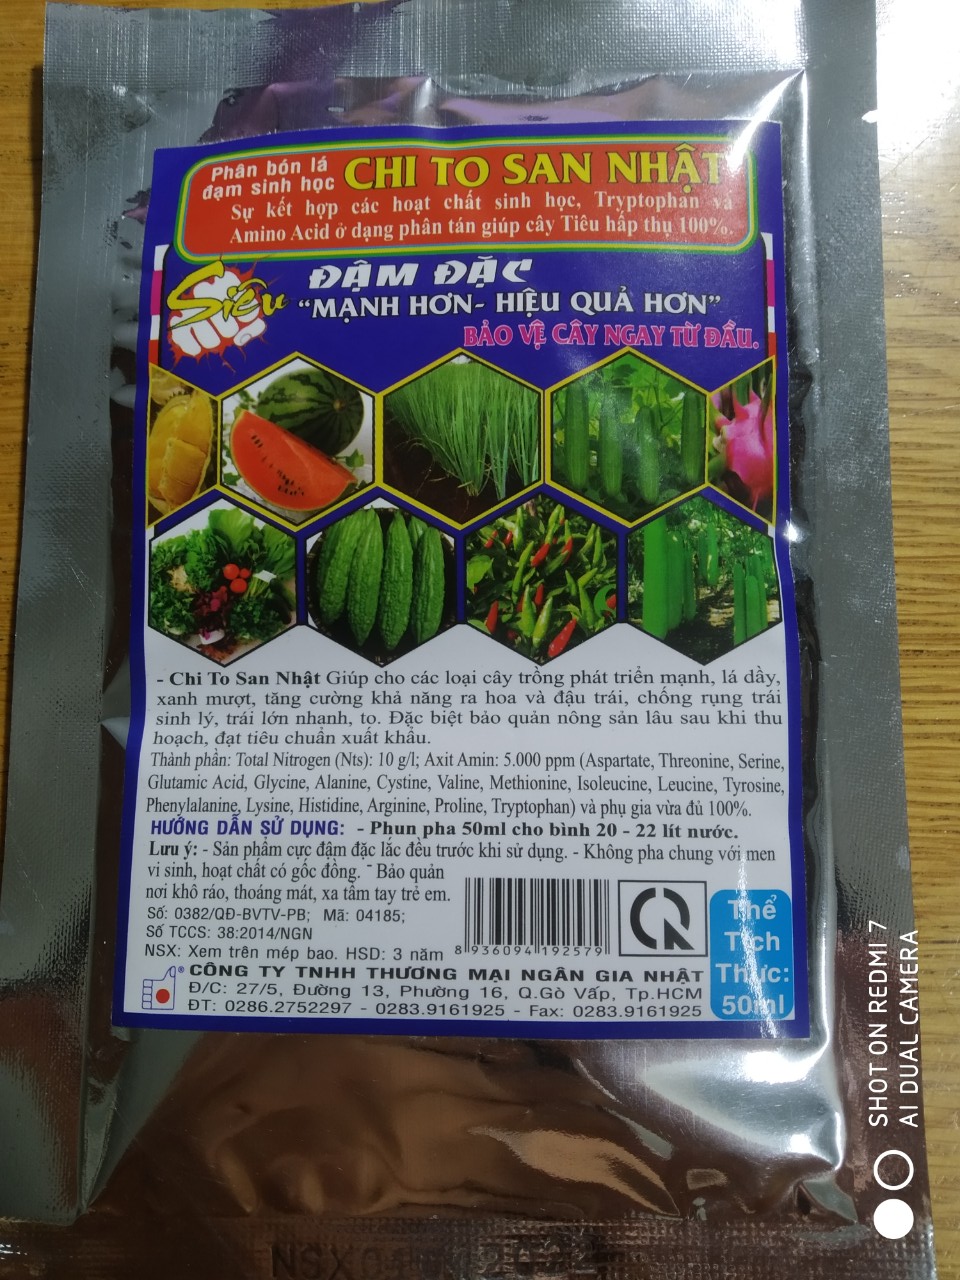 Phân bón lá
đạm sinh học
CHI TO SAN NHẬT
Sự kết hợp các hoạt chất sinh học, Tryptophan và
Amino Acid ở dạng phân tán giúp cây Tiêu hấp thụ 100%.
Siêu
ĐẬM ĐẶC
“MẠNH HƠN- HIỆU QUẢ HƠN”
BẢO VỆ CÂY NGAY TỪ ĐẦU.
- Chi To San Nhật Giúp cho các loại cây trồng phát triển mạnh, lá dầy,
xanh mượt, tăng cường khả năng ra hoa và đậu trái, chống rụng trái
sinh lý, trái lớn nhanh, to. Đặc biệt bảo quản nông sản lâu sau khi thu
hoạch, đạt tiêu chuẩn xuất khẩu.
Thành phần: Total Nitrogen (Nts): 10 g/l; Axit Amin: 5.000 ppm (Aspartate, Threonine, Serine,
Glutamic Acid, Glycine, Alanine, Cystine, Valine, Methionine, Isoleucine, Leucine, Tyrosine,
Phenylalanine, Lysine, Histidine, Arginine, Proline, Tryptophan) và phụ gia vừa đủ 100%.
HƯỚNG DẪN SỬ DỤNG: - Phun pha 50ml cho bình 20 - 22 lít nước.
Lưu ý: - Sản phẩm cực đậm đặc lắc đều trước khi sử dụng. - Không pha chung với men
vi sinh, hoạt chất có gốc đồng. - Bảo quản
nơi khô ráo, thoáng mát, xa tầm tay trẻ em.
Số: 0382/QĐ-BVTV-PB; Mã: 04185;
Số TCCS: 38:2014/NGN
NSX: Xem trên mép bao. HSD: 3 năm
8 936094 192579
Thể
Tích
Thực:
50ml
CÔNG TY TNHH THƯƠNG MẠI NGÂN GIA NHẬT
Đ/C: 27/5, Đường 13, Phường 16, Q.Gò Vấp, Tp.HCM
ĐT: 0286.2752297 - 0283.9161925 - Fax: 0283.9161925
NSX
SHOT ON REDMI 7
AI DUAL CAMERA